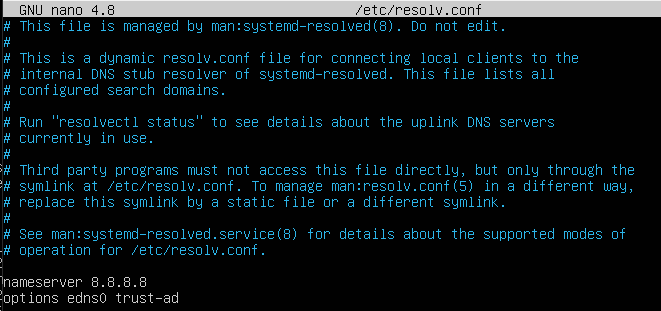 GNU nano 4.8 /etc/resolv.conf
# This file is managed by man:systemd-resolved(8). Do not edit.
#
# This is a dynamic resolv.conf file for connecting local clients to the
# internal DNS stub resolver of systemd-resolved. This file lists all
# configured search domains.
#
# Run "resolvectl status" to see details about the uplink DNS servers
# currently in use.
#
# Third party programs must not access this file directly, but only through the
# symlink at /etc/resolv.conf. To manage man:resolv.conf(5) in a different way,
# replace this symlink by a static file or a different symlink.
#
# See man:systemd-resolved.service(8) for details about the supported modes of
# operation for /etc/resolv.conf.
nameserver 8.8.8.8
options edns0 trust-ad